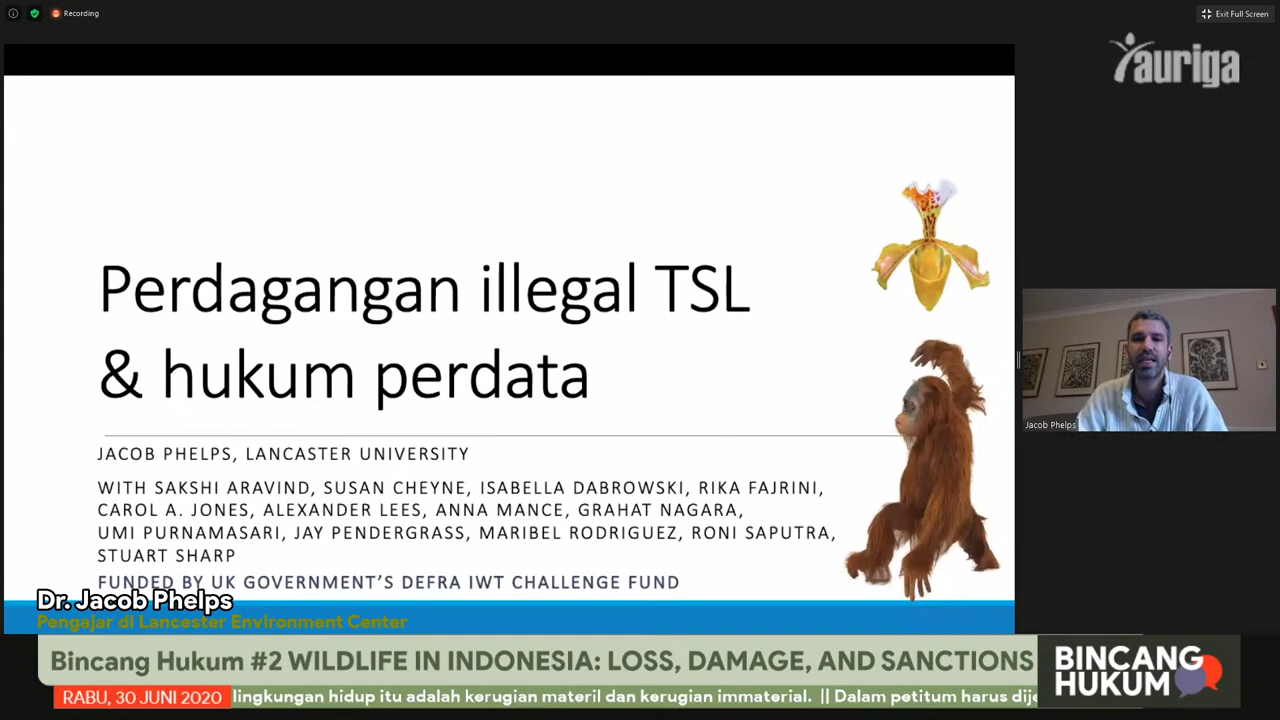 Recording
Exit Full Screen
auriga
Perdagangan illegal TSL
& hukum perdata
JACOB PHELPS, LANCASTER UNIVERSITY
WITH SAKSHI ARAVIND, SUSAN CHEYNE, ISABELLA DABROWSKI, RIKA FAJRINI,
CAROL A. JONES, ALEXANDER LEES, ANNA MANCE, GRAHAT NAGARA,
UMI PURNAMASARI, JAY PENDERGRASS, MARIBEL RODRIGUEZ, RONI SAPUTRA,
STUART SHARP
FUNDED BY UK GOVERNMENT'S DEFRA IWT CHALLENGE FUND
Jacob Phelps
Dr. Jacob Phelps
Pengajar di Lancester Environment Center
Bincang Hukum #2 WILDLIFE IN INDONESIA: LOSS, DAMAGE, AND SANCTIONS
BINCANG
HUKUM
RABU, 30 JUNI 2020
lingkungan hidup itu adalah kerugian materil dan kerugian immaterial. || Dalam petitum harus dije